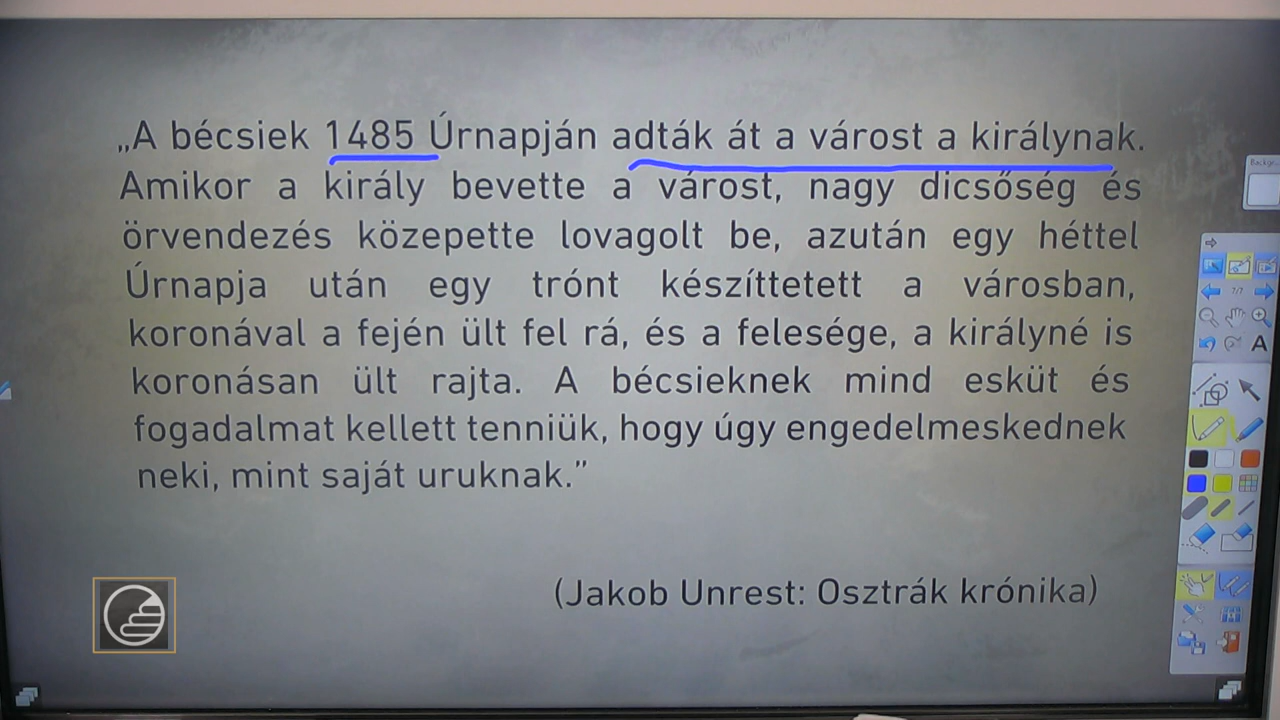 „A bécsiek 1485 Úrnapján adták át a várost a királynak.
Amikor a király bevette a várost, nagy dicsőség és
örvendezés közepette lovagolt be, azután egy héttel
Úrnapja után egy trónt készíttetett a városban,
koronával a fején ült fel rá, és a felesége, a királyné is
koronásan ült rajta. A bécsieknek mind esküt és
fogadalmat kellett tenniük, hogy úgy engedelmeskednek
neki, mint saját uruknak.”
(Jakob Unrest: Osztrák krónika)
7/7
A